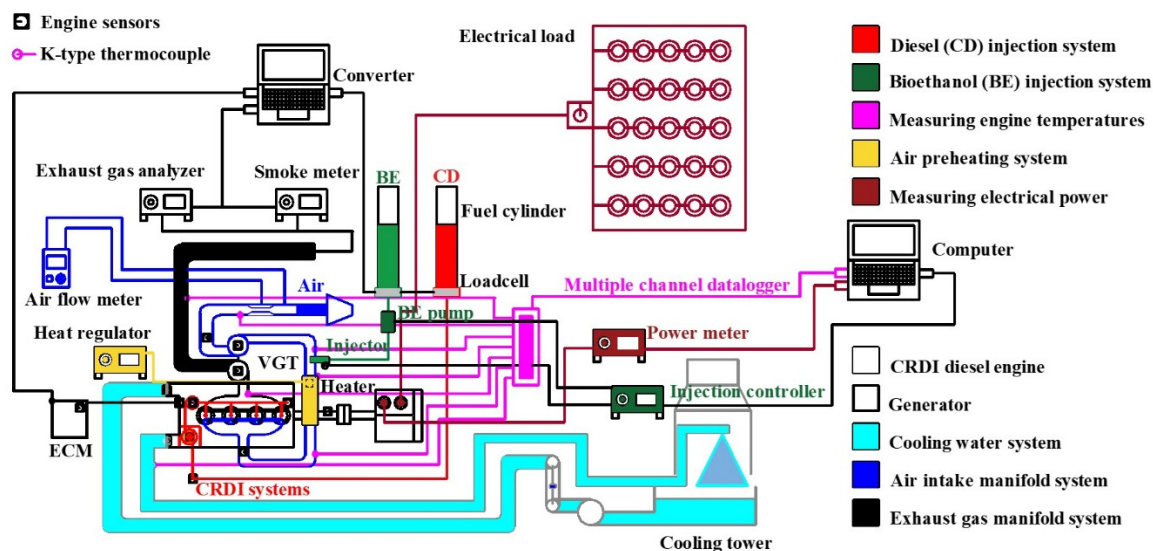 Engine sensors
K-type thermocouple
Converter
Electrical load
Diesel (CD) injection system
Bioethanol (BE) injection system
Measuring engine temperatures
Air preheating system
Measuring electrical power
Exhaust gas analyzer
Smoke meter
BE
CD
Fuel cylinder
Computer
Air flow meter
Air
Loadcell
Multiple channel datalogger
BE pump
Heat regulator
VGT
Injector
Power meter
Heater
Injection controller
CRDI diesel engine
Generator
Cooling water system
Air intake manifold system
Exhaust gas manifold system
ECM
CRDI systems
Cooling tower